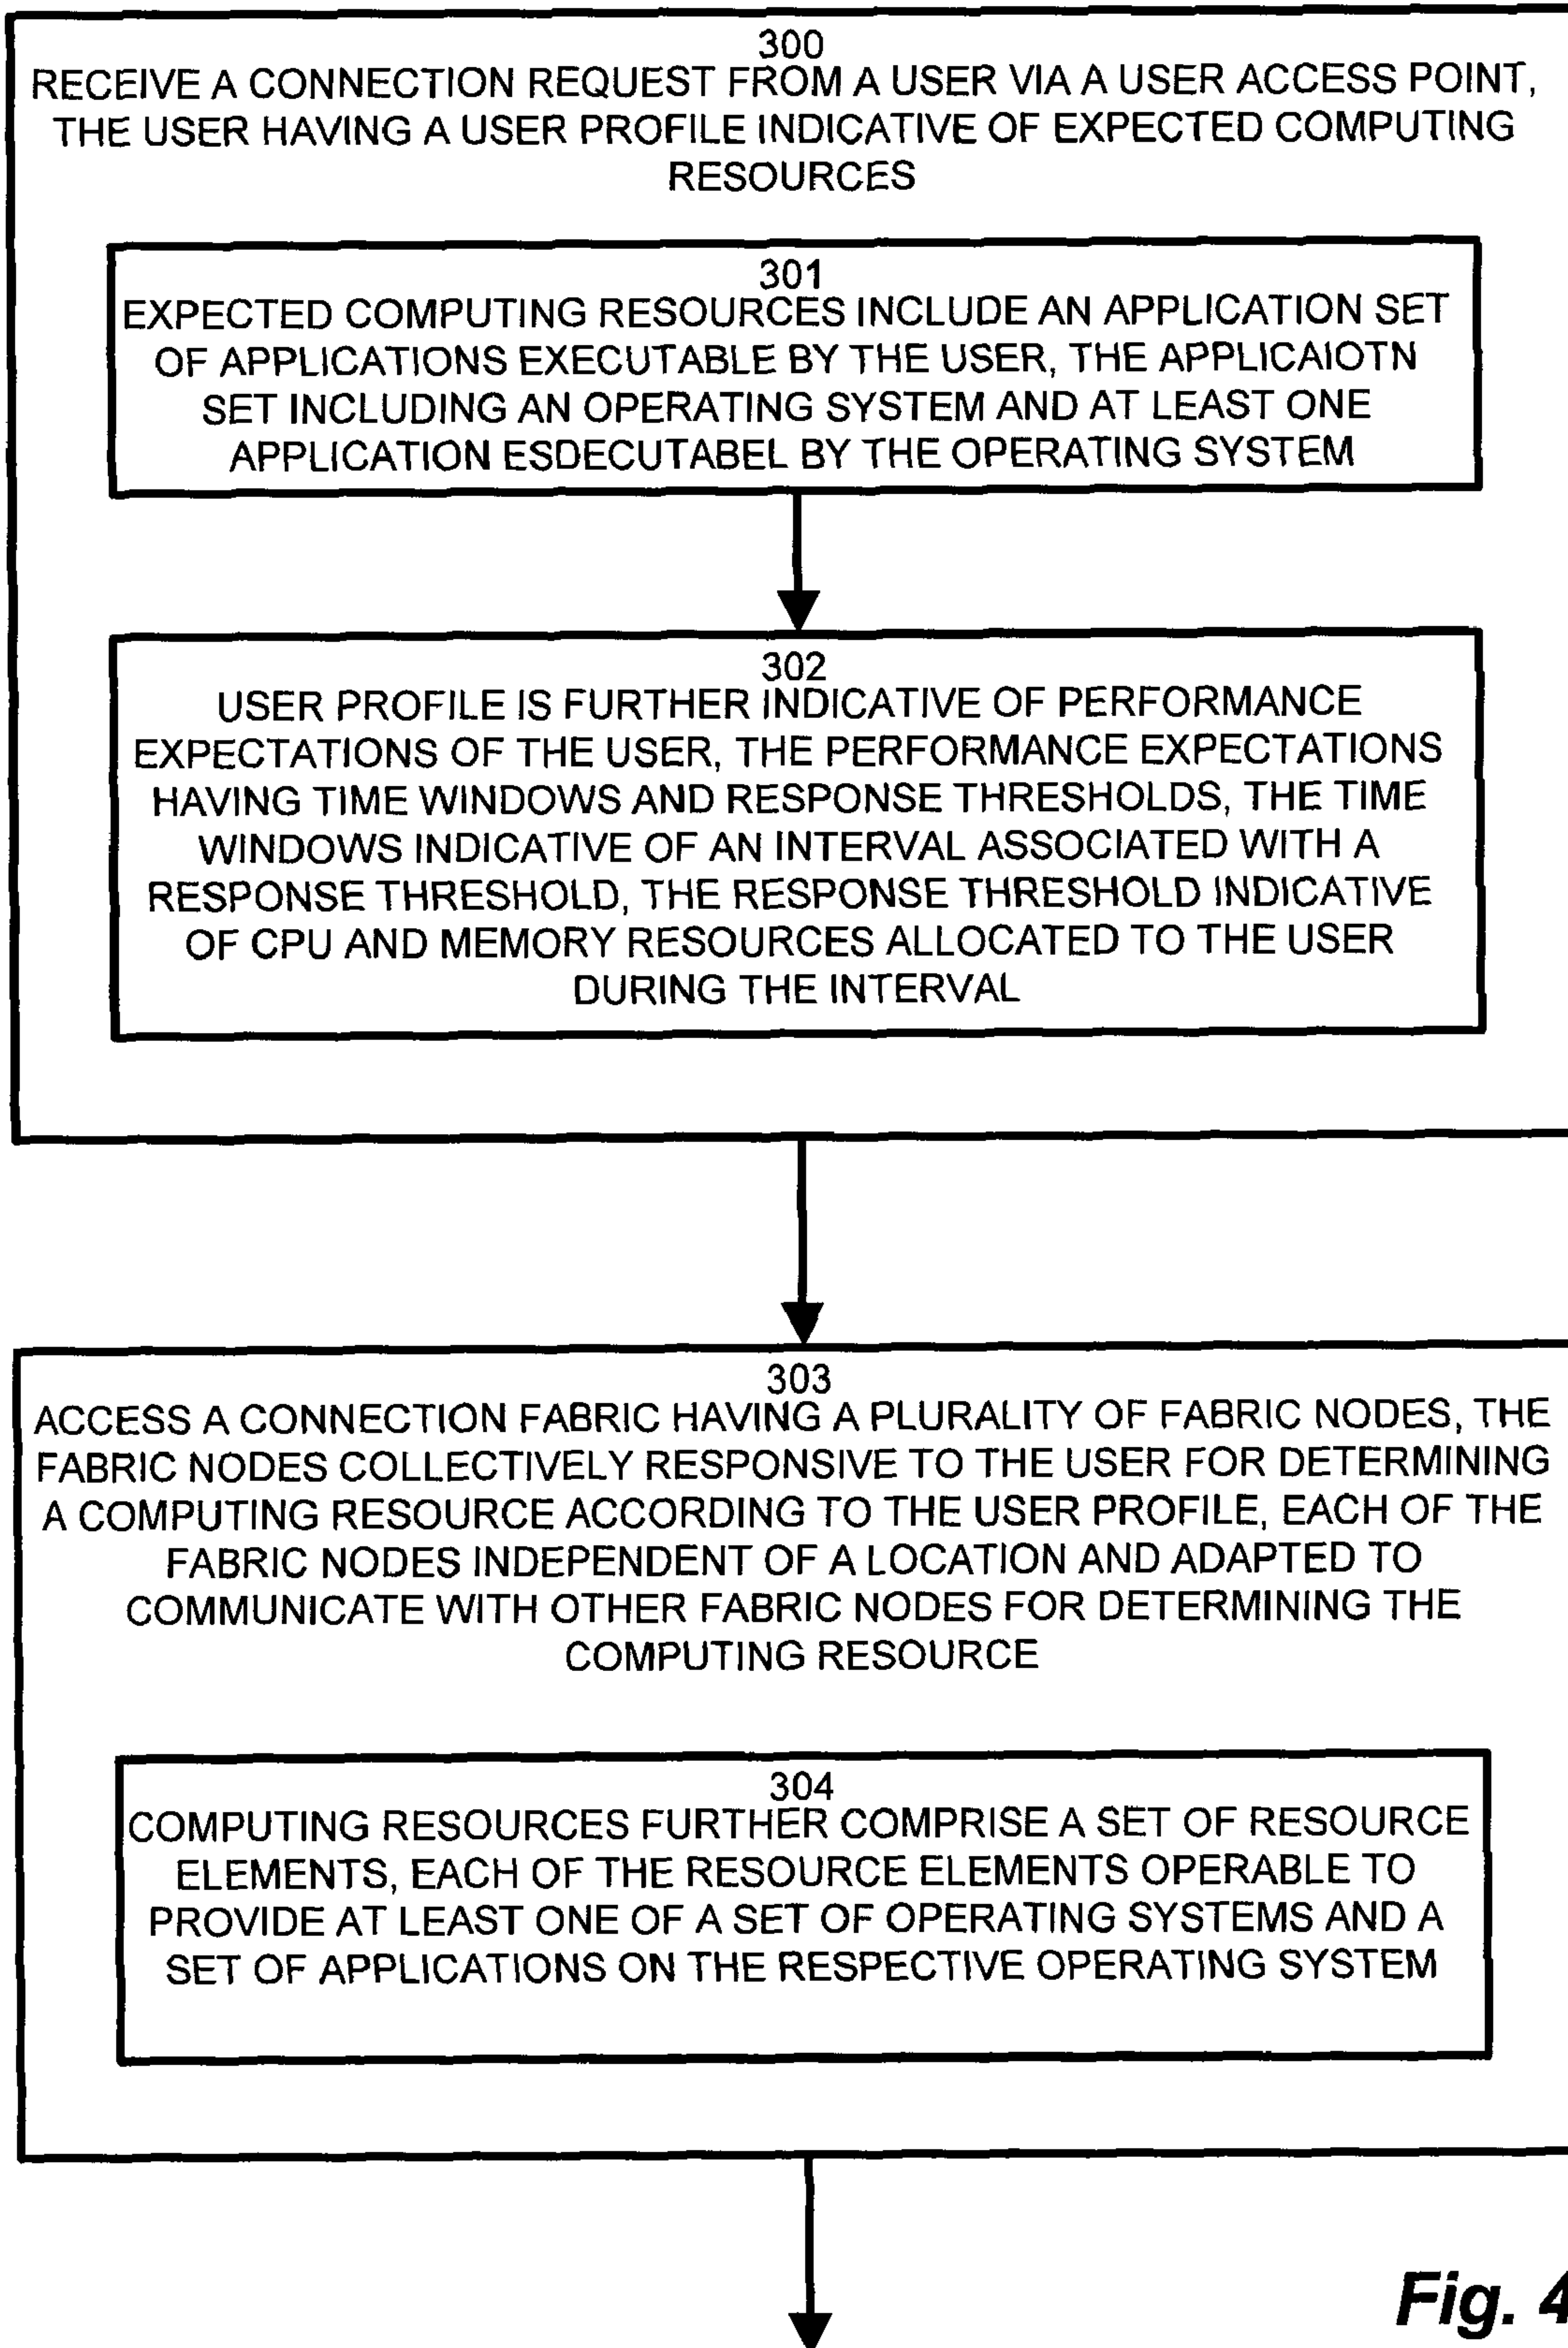 300
RECEIVE A CONNECTION REQUEST FROM A USER VIA A USER ACCESS POINT,
THE USER HAVING A USER PROFILE INDICATIVE OF EXPECTED COMPUTING
RESOURCES
301
EXPECTED COMPUTING RESOURCES INCLUDE AN APPLICATION SET
OF APPLICATIONS EXECUTABLE BY THE USER, THE APPLICAIOTN
SET INCLUDING AN OPERATING SYSTEM AND AT LEAST ONE
APPLICATION ESDECUTABEL BY THE OPERATING SYSTEM
302
USER PROFILE IS FURTHER INDICATIVE OF PERFORMANCE
EXPECTATIONS OF THE USER, THE PERFORMANCE EXPECTATIONS
HAVING TIME WINDOWS AND RESPONSE THRESHOLDS, THE TIME
WINDOWS INDICATIVE OF AN INTERVAL ASSOCIATED WITH A
RESPONSE THRESHOLD, THE RESPONSE THRESHOLD INDICATIVE
OF CPU AND MEMORY RESOURCES ALLOCATED TO THE USER
DURING THE INTERVAL
303
ACCESS A CONNECTION FABRIC HAVING A PLURALITY OF FABRIC NODES, THE
FABRIC NODES COLLECTIVELY RESPONSIVE TO THE USER FOR DETERMINING
A COMPUTING RESOURCE ACCORDING TO THE USER PROFILE, EACH OF THE
FABRIC NODES INDEPENDENT OF A LOCATION AND ADAPTED TO
COMMUNICATE WITH OTHER FABRIC NODES FOR DETERMINING THE
COMPUTING RESOURCE
304
COMPUTING RESOURCES FURTHER COMPRISE A SET OF RESOURCE
ELEMENTS, EACH OF THE RESOURCE ELEMENTS OPERABLE TO
PROVIDE AT LEAST ONE OF A SET OF OPERATING SYSTEMS AND A
SET OF APPLICATIONS ON THE RESPECTIVE OPERATING SYSTEM
Fig. 4